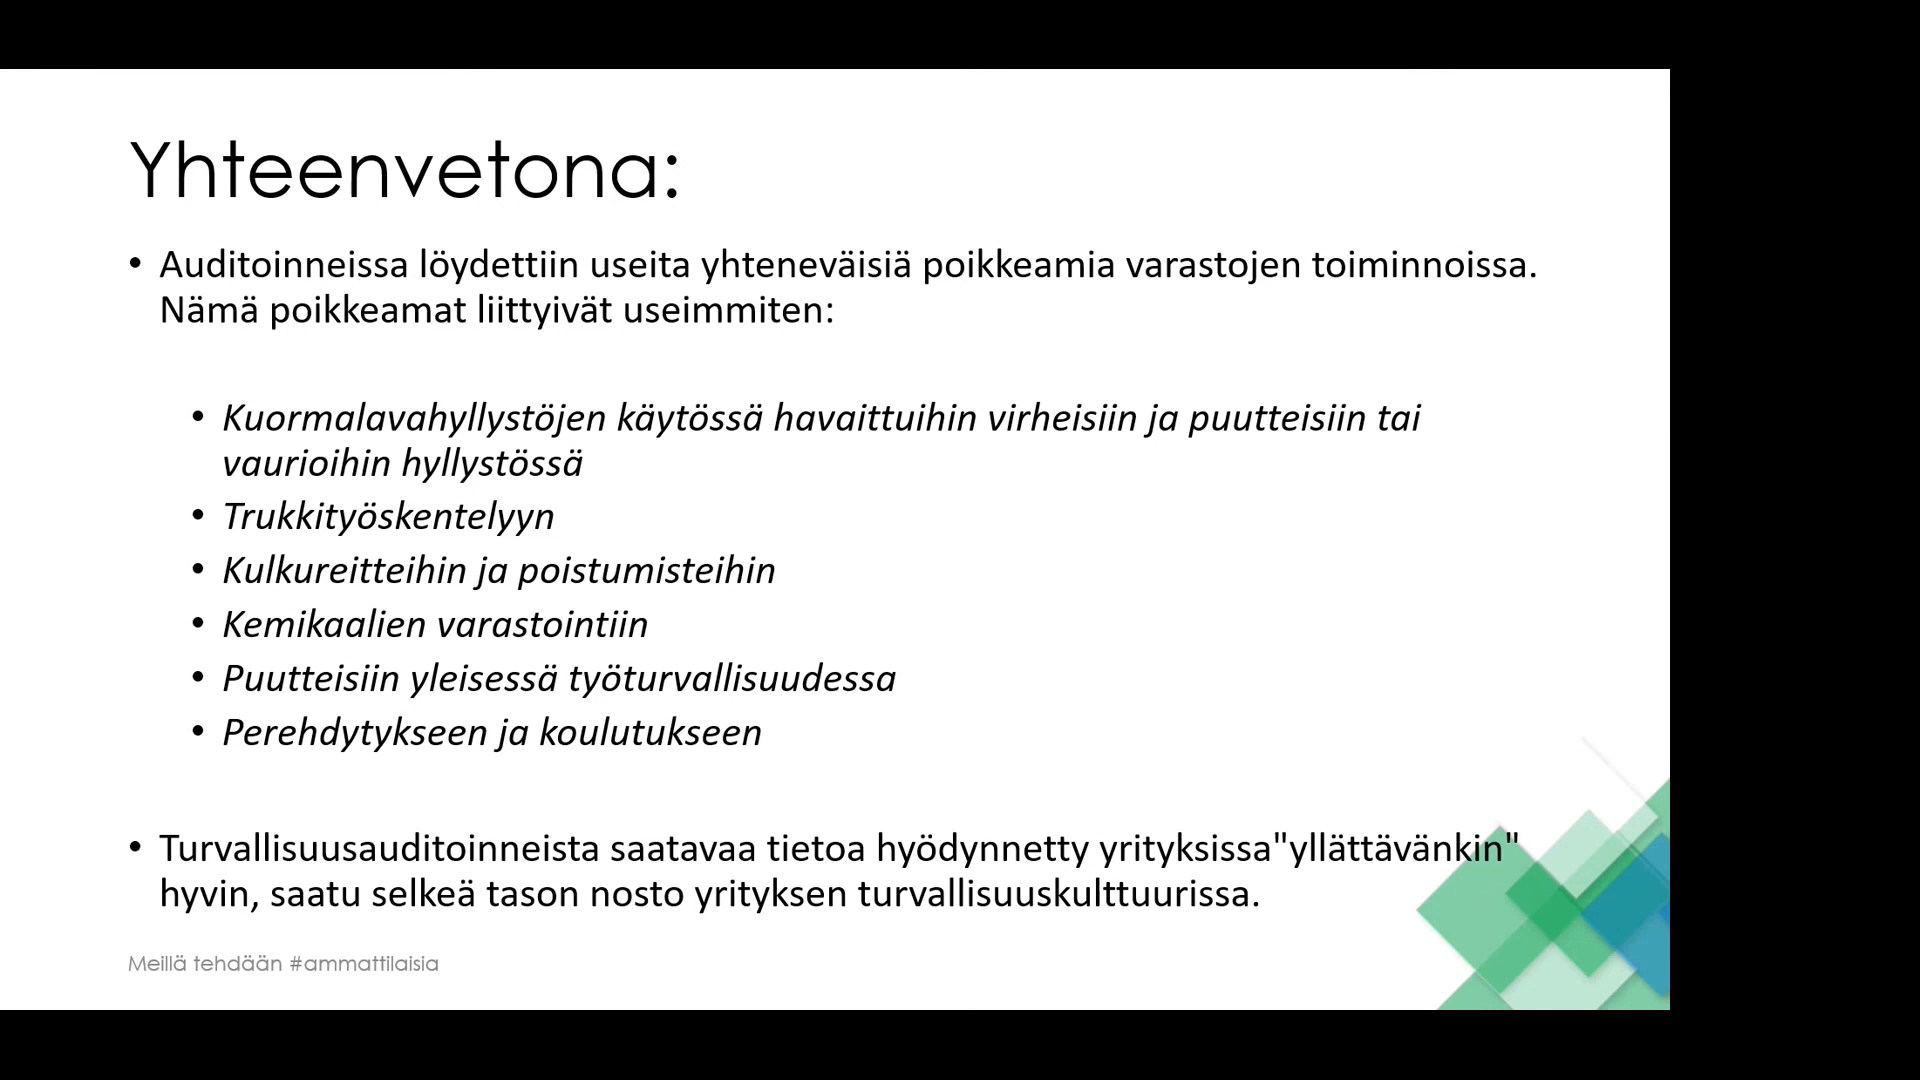 Yhteenvetona:
• Auditoinneissa löydettiin useita yhteneväisiä poikkeamia varastojen toiminnoissa.
Nämä poikkeamat liittyivät useimmiten:
• Kuormalavahyllystöjen käytössä havaittuihin virheisiin ja puutteisiin tai
vaurioihin hyllystössä
• Trukkityöskentelyyn
• Kulkureitteihin ja poistumisteihin
• Kemikaalien varastointiin
• Puutteisiin yleisessä työturvallisuudessa
• Perehdytykseen ja koulutukseen
• Turvallisuusauditoinneista saatavaa tietoa hyödynnetty yrityksissa"yllättävänkin"
hyvin, saatu selkeä tason nosto yrityksen turvallisuuskulttuurissa.
Meillä tehdään #ammattilaisia